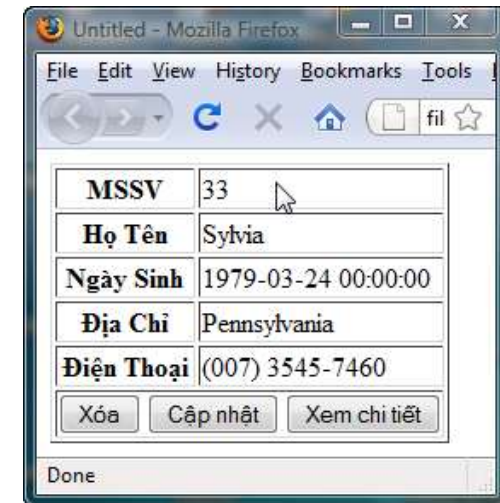 Untitled - Mozilla Firefox
File Edit View History Bookmarks Tools
fil
MSSV 33
Họ Tên Sylvia
Ngày Sinh 1979-03-24 00:00:00
Địa Chỉ Pennsylvania
Điện Thoại (007) 3545-7460
Xóa Cập nhật Xem chi tiết
Done